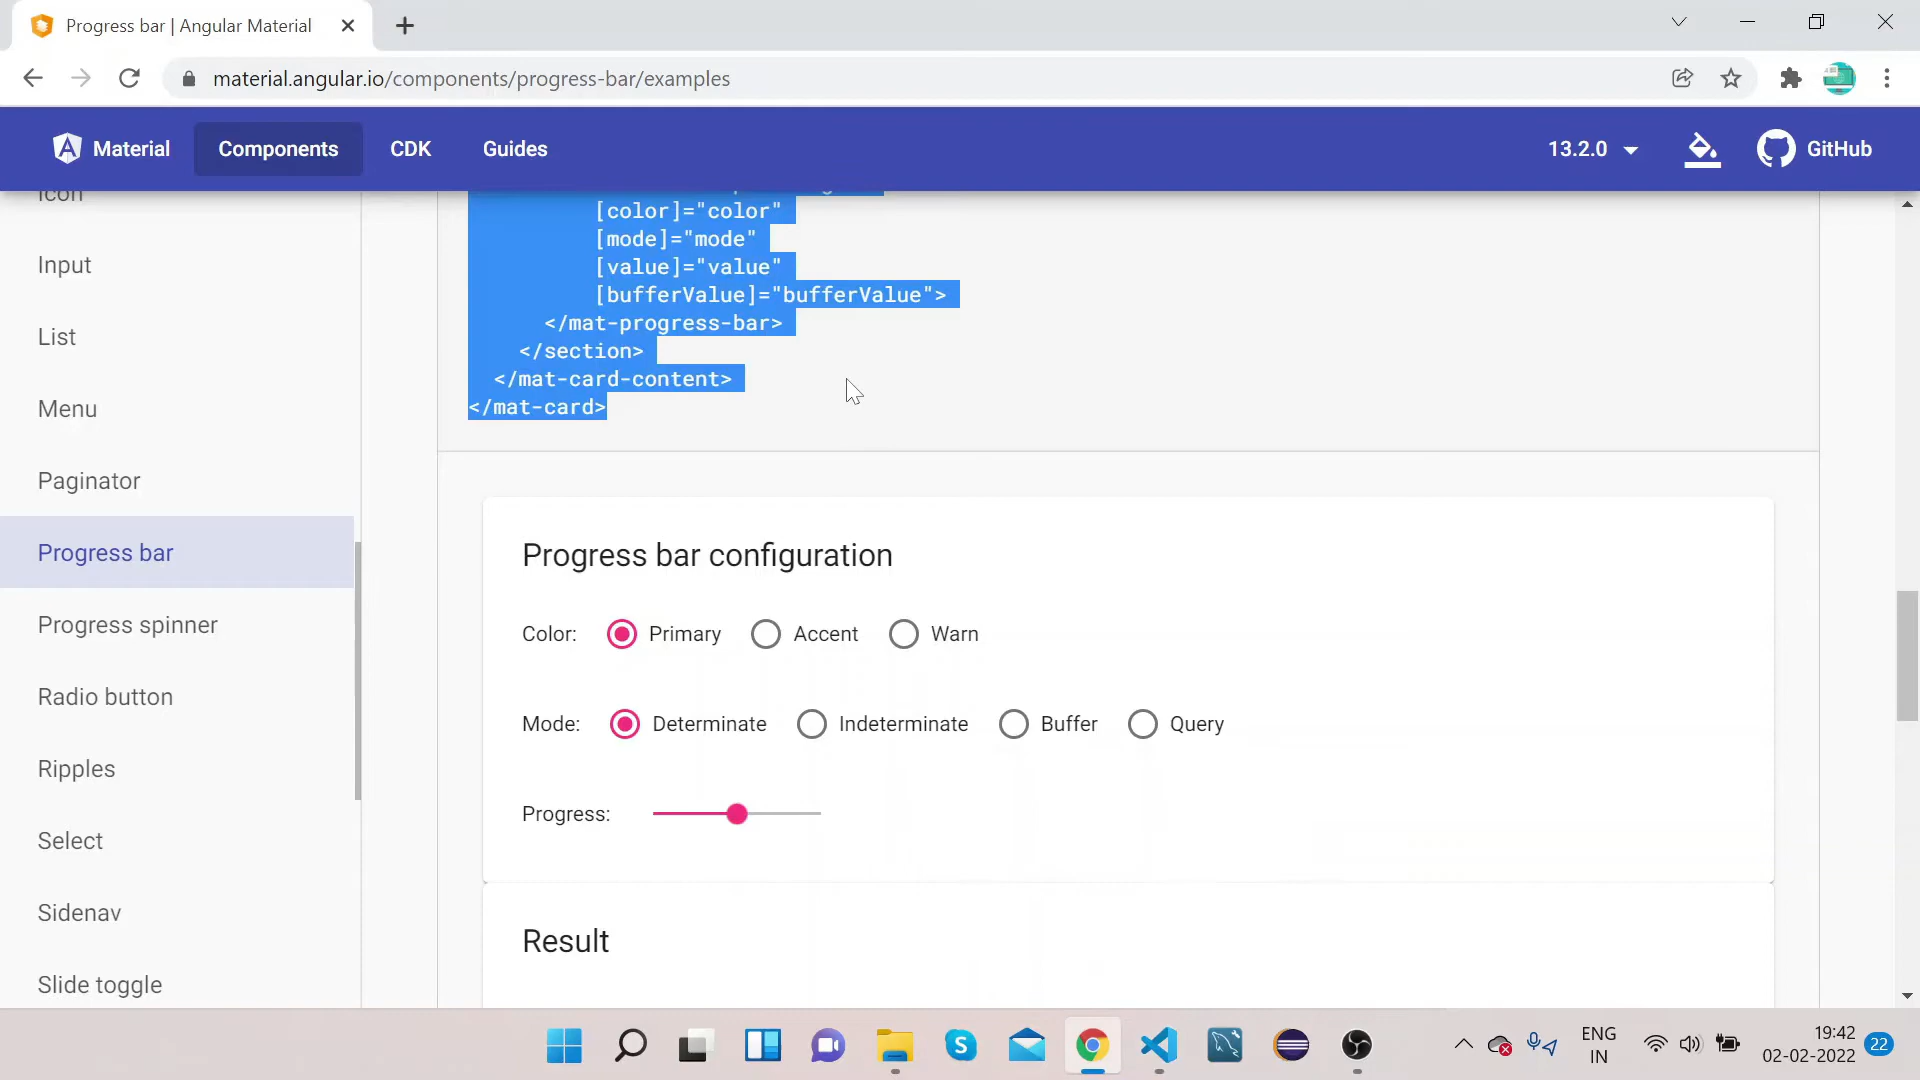 Progress bar | Angular Material
material.angular.io/components/progress-bar/examples
Material
Components
CDK
Guides
13.2.0
GitHub
Icon
Input
List
Menu
Paginator
Progress bar
Progress spinner
Radio button
Ripples
Select
Sidenav
Slide toggle
[color]="color"
[mode]="mode"
[value]="value"
[bufferValue]="bufferValue">
</mat-progress-bar>
</section>
</mat-card-content>
</mat-card>
Progress bar configuration
Color: Primary Accent Warn
Mode: Determinate Indeterminate Buffer Query
Progress:
Result
ENG
IN
19:42
02-02-2022
22